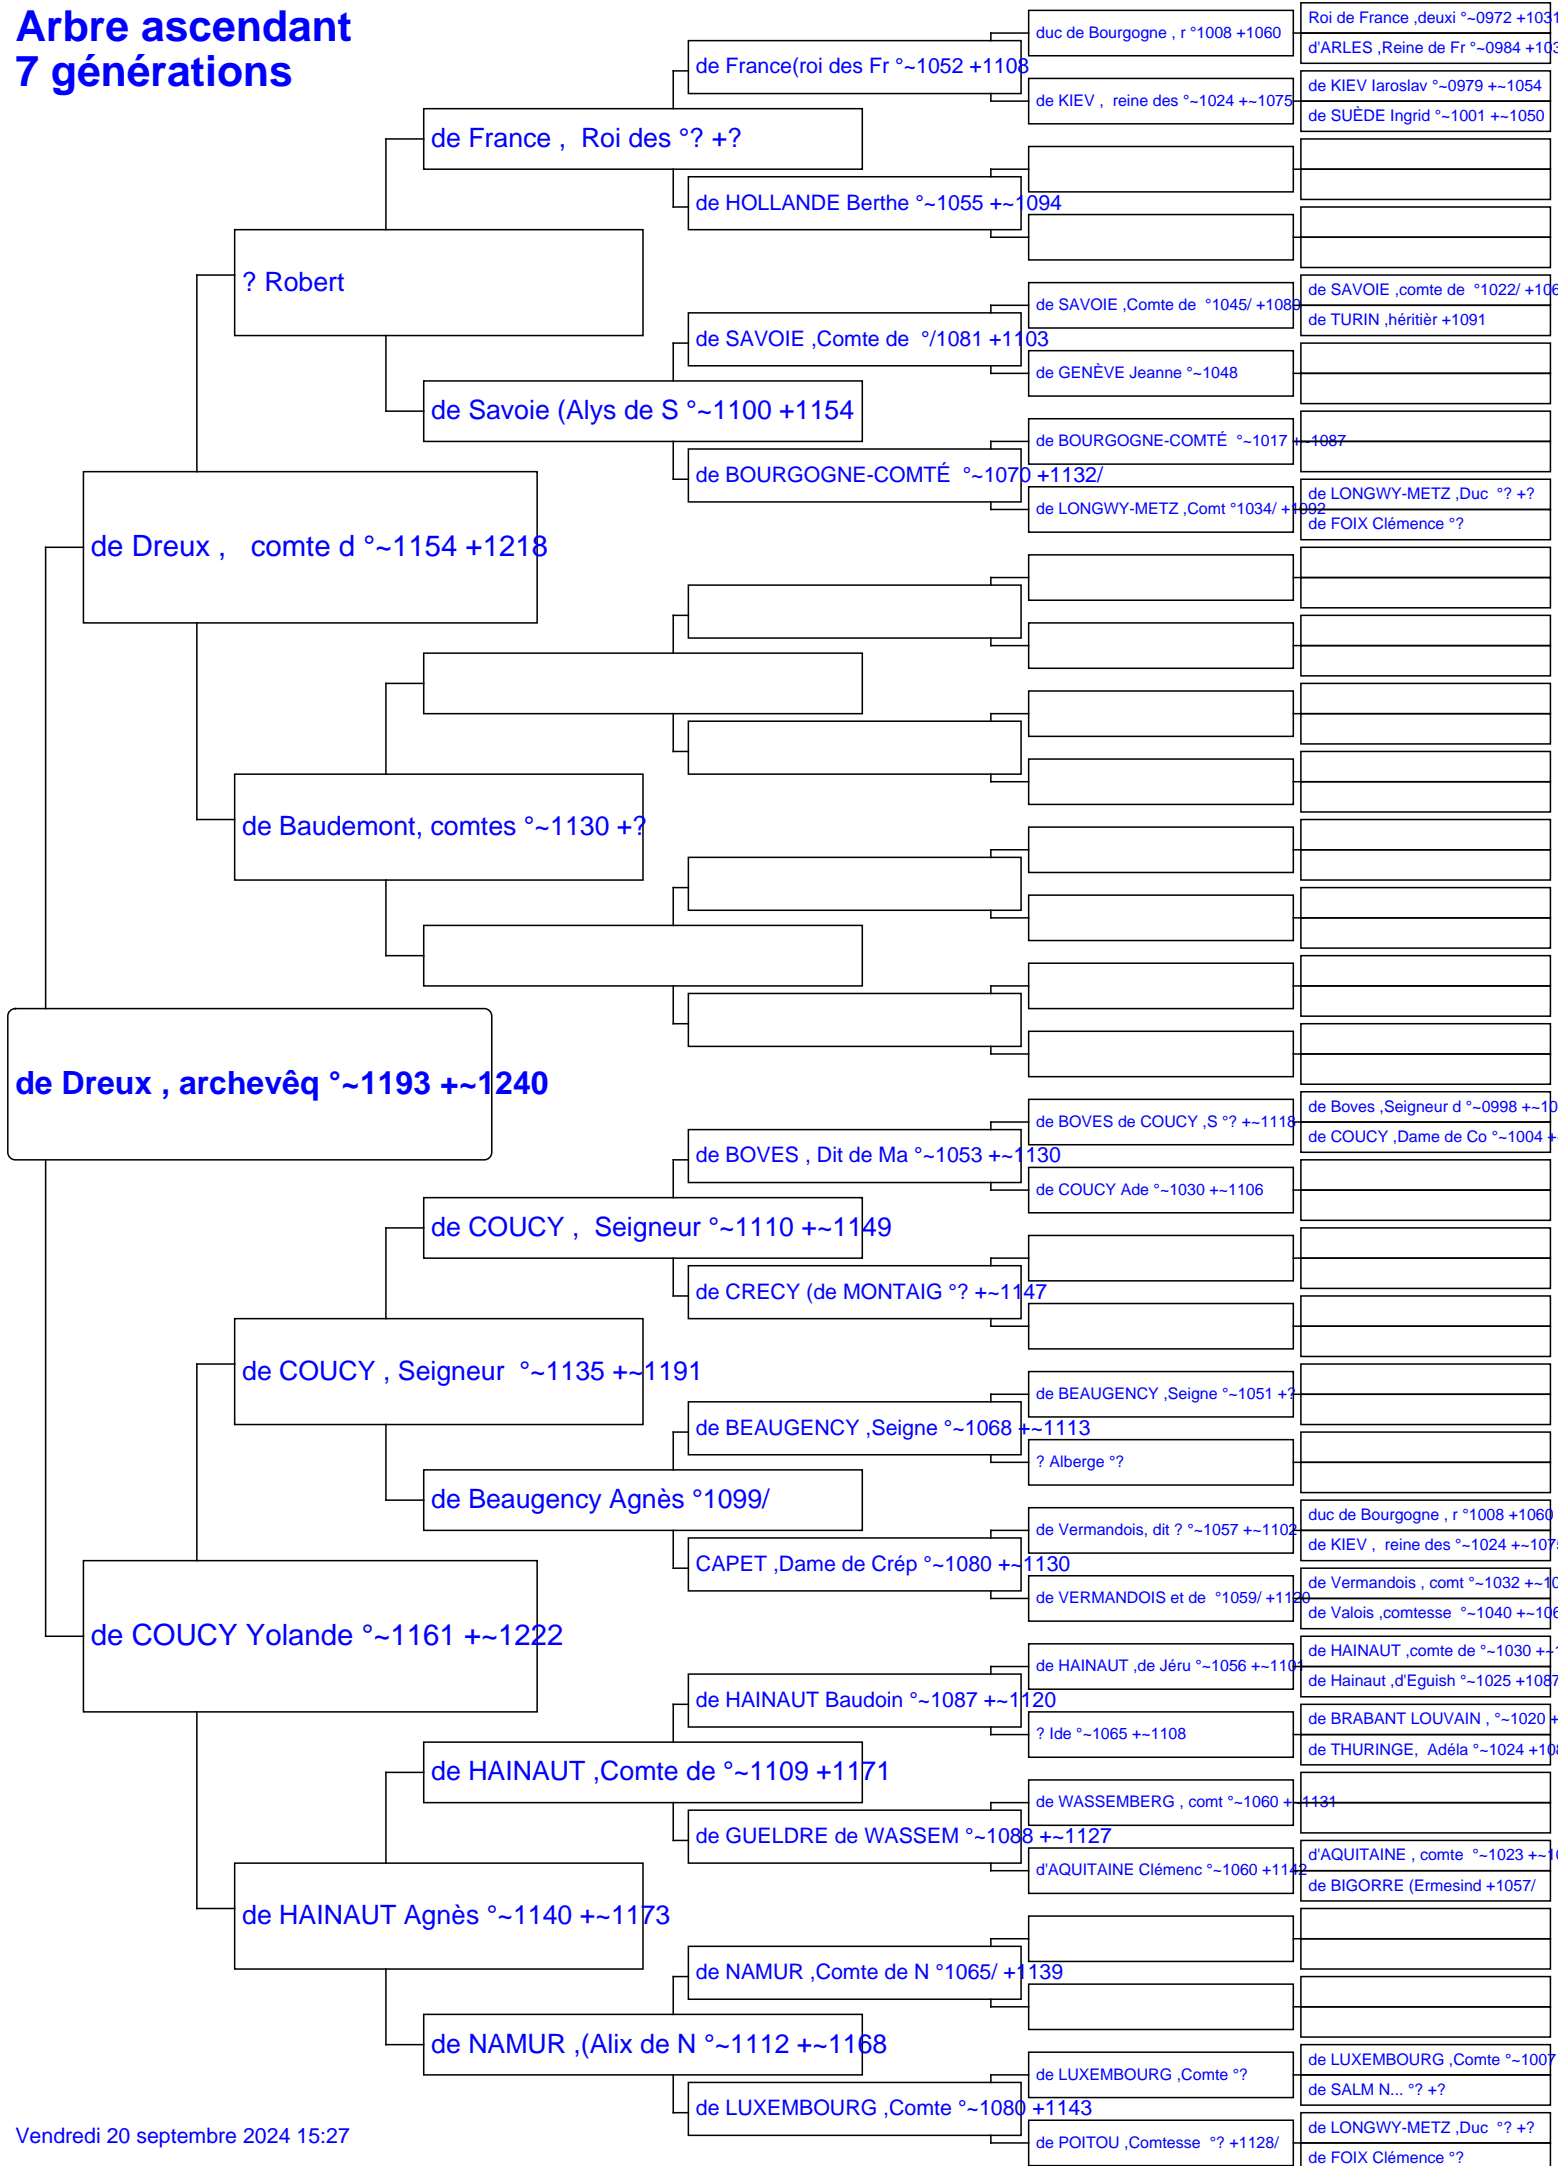 Arbre ascendant
7 générations
de Dreux , archevêq °~1193 +~1240
de Dreux ,   comte d °~1154 +1218
de COUCY Yolande °~1161 +~1222
? Robert
de Baudemont, comtes °~1130 +?
de COUCY , Seigneur  °~1135 +~1191
de HAINAUT Agnès °~1140 +~1173
de France ,  Roi des °? +?
de Savoie (Alys de S °~1100 +1154
de COUCY ,  Seigneur °~1110 +~1149
de Beaugency Agnès °1099/
de HAINAUT ,Comte de °~1109 +1171
de NAMUR ,(Alix de N °~1112 +~1168
de France(roi des Fr °~1052 +1108
de HOLLANDE Berthe °~1055 +~1094
de SAVOIE ,Comte de  °/1081 +1103
de BOURGOGNE-COMTÉ  °~1070 +1132/
de BOVES , Dit de Ma °~1053 +~1130
de CRECY (de MONTAIG °? +~1147
de BEAUGENCY ,Seigne °~1068 +~1113
CAPET ,Dame de Crép °~1080 +~1130
de HAINAUT Baudoin °~1087 +~1120
de GUELDRE de WASSEM °~1088 +~1127
de NAMUR ,Comte de N °1065/ +1139
de LUXEMBOURG ,Comte °~1080 +1143
duc de Bourgogne , r °1008 +1060
de KIEV ,  reine des °~1024 +~1075
de SAVOIE ,Comte de  °1045/ +1080
de GENÈVE Jeanne °~1048
de BOURGOGNE-COMTÉ  °~1017 +~1087
de LONGWY-METZ ,Comt °1034/ +1092
de BOVES de COUCY ,S °? +~1118
de COUCY Ade °~1030 +~1106
de BEAUGENCY ,Seigne °~1051 +?
? Alberge °?
de Vermandois, dit ? °~1057 +~1102
de VERMANDOIS et de  °1059/ +1120
de HAINAUT ,de Jéru °~1056 +~1101
? Ide °~1065 +~1108
de WASSEMBERG , comt °~1060 +~1131
d'AQUITAINE Clémenc °~1060 +1142
de LUXEMBOURG ,Comte °?
de POITOU ,Comtesse  °? +1128/
Roi de France ,deuxi °~0972 +1031
d'ARLES ,Reine de Fr °~0984 +103
de KIEV Iaroslav °~0979 +~1054
de SUÈDE Ingrid °~1001 +~1050
de SAVOIE ,comte de  °1022/ +106
de TURIN ,héritièr +1091
de LONGWY-METZ ,Duc  °? +?
de FOIX Clémence °?
de Boves ,Seigneur d °~0998 +~10
de COUCY ,Dame de Co °~1004 +
duc de Bourgogne , r °1008 +1060
de KIEV ,  reine des °~1024 +~1075
de Vermandois , comt °~1032 +~10
de Valois ,comtesse  °~1040 +~106
de HAINAUT ,comte de °~1030 +~1
de Hainaut ,d'Eguish °~1025 +1087
de BRABANT LOUVAIN , °~1020 +
de THURINGE,  Adéla °~1024 +108
d'AQUITAINE , comte  °~1023 +~10
de BIGORRE (Ermesind +1057/
de LUXEMBOURG ,Comte °~1007
de SALM N... °? +?
de LONGWY-METZ ,Duc  °? +?
de FOIX Clémence °?
Vendredi 20 septembre 2024 15:27